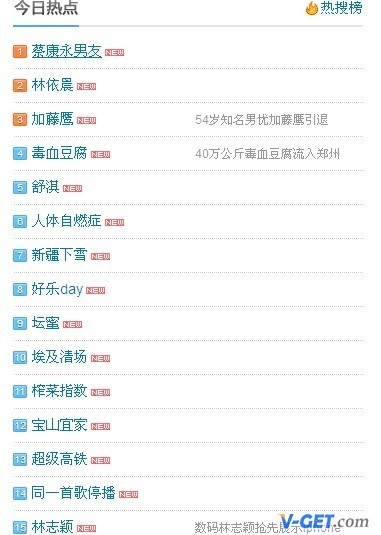 今日热点 热搜榜
1 蔡康永男友 NEW
2 林依晨 NEW
3 加藤鹰 NEW 54岁知名男优加藤鹰引退
4 毒血豆腐 NEW 40万公斤毒血豆腐流入郑州
5 舒淇 NEW
6 人体自燃症 NEW
7 新疆下雪 NEW
8 好乐day NEW
9 坛蜜 NEW
10 埃及清场 NEW
11 榨菜指数 NEW
12 宝山宜家 NEW
13 超级高铁 NEW
14 同一首歌停播 NEW
15 林志颖 NEW 数码林志颖抢先展示iphone
V-GET.com